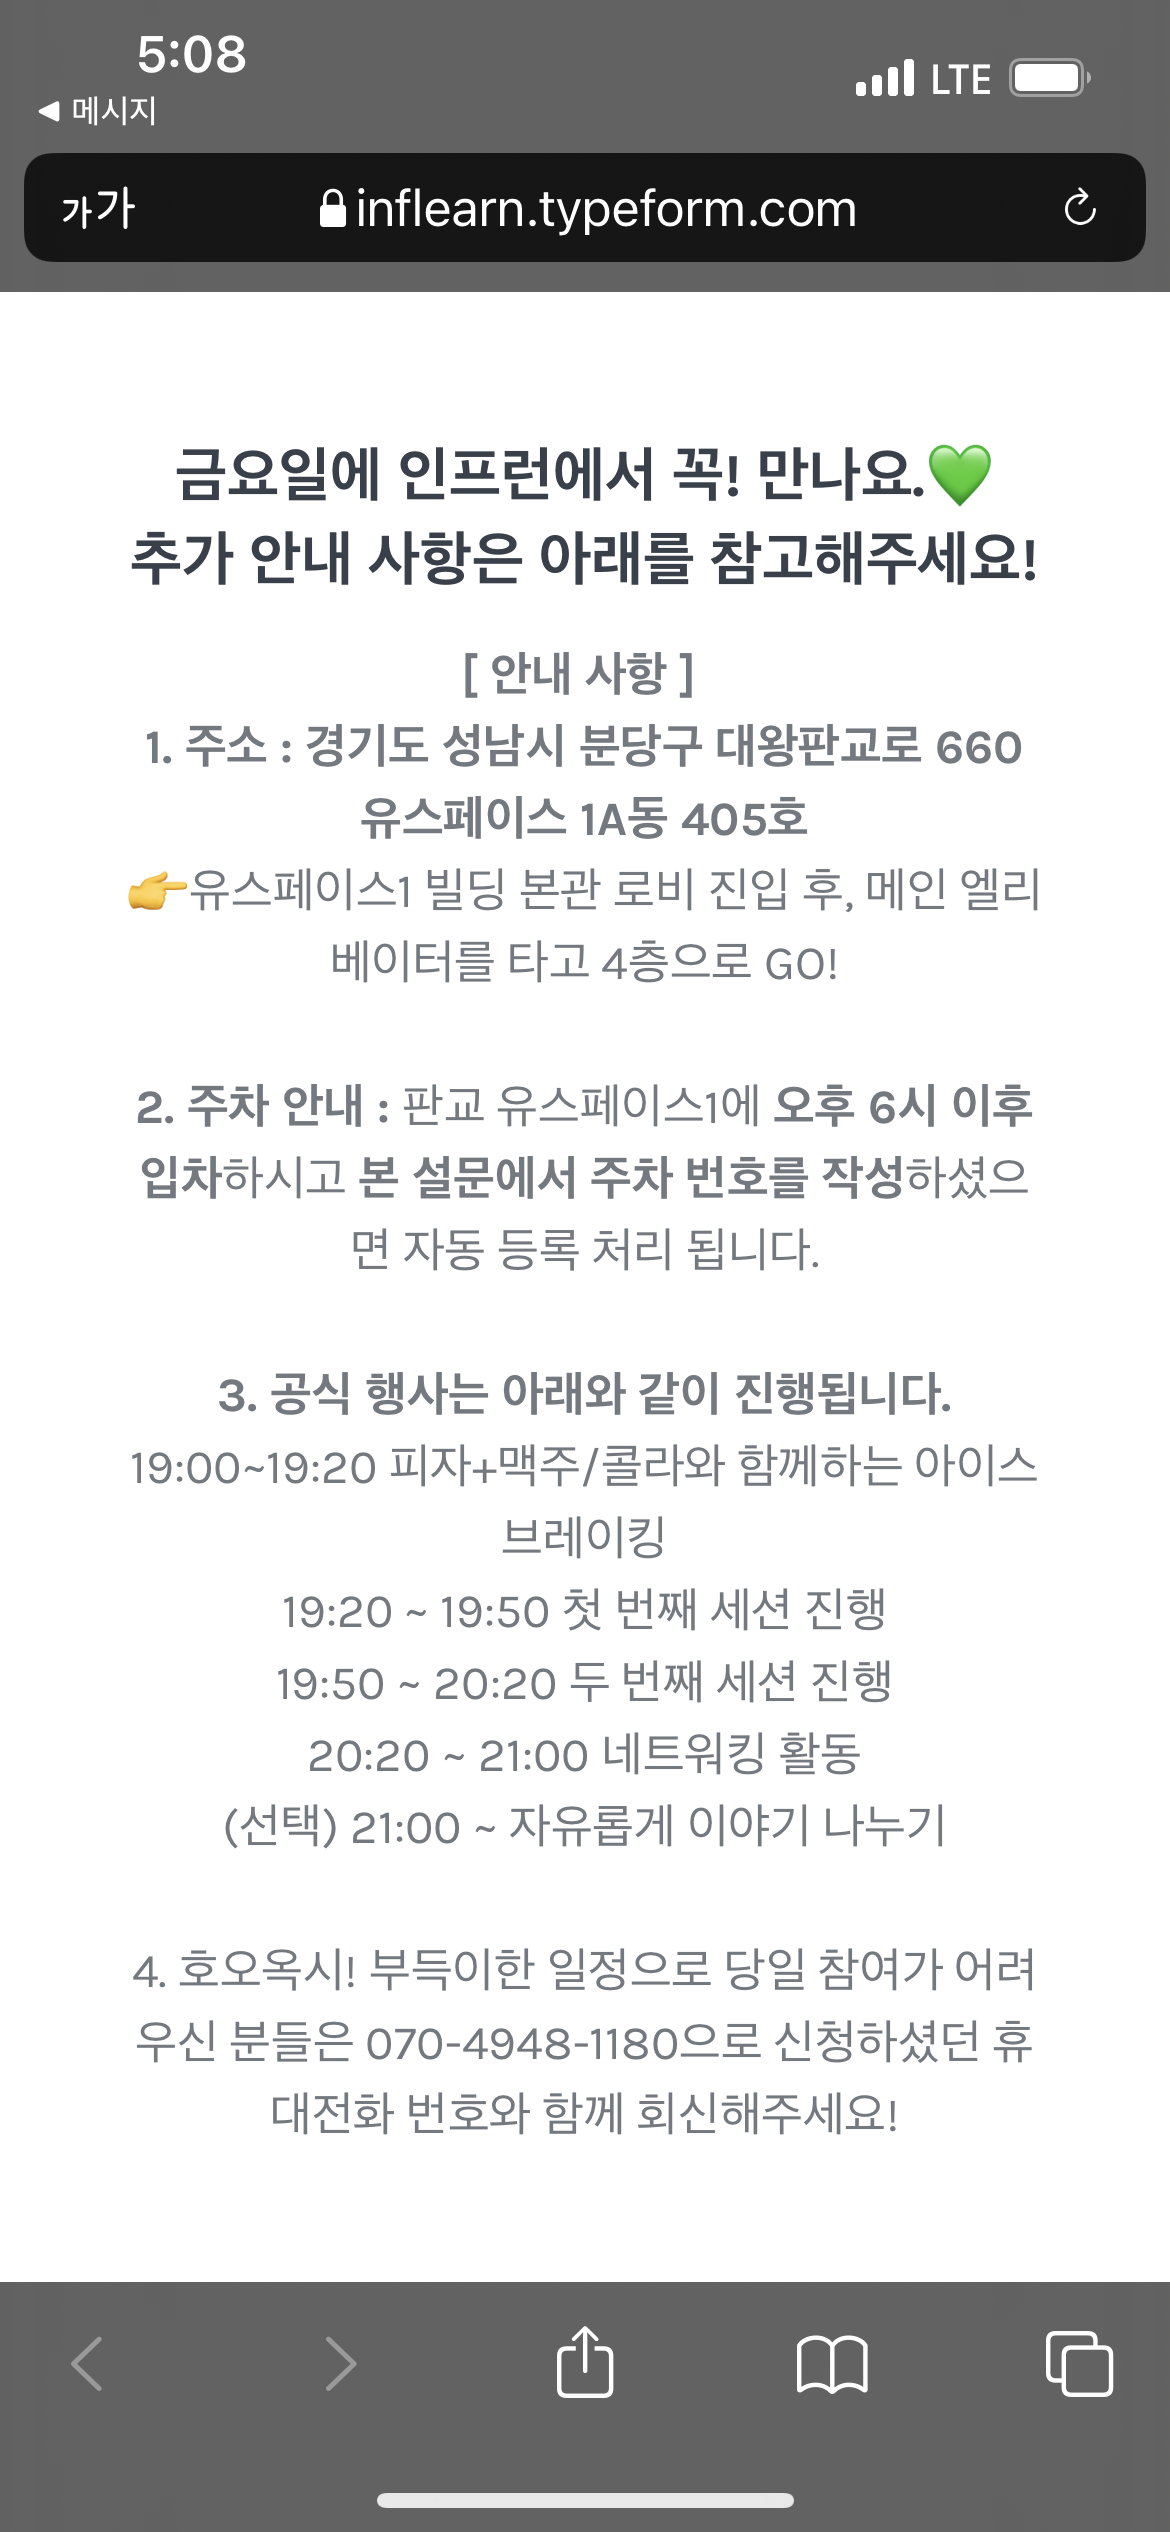 5:08
LTE
◀ 메시지
가가 inflearn.typeform.com
금요일에 인프런에서 꼭! 만나요.💚
추가 안내 사항은 아래를 참고해주세요!
[ 안내 사항 ]
1. 주소 : 경기도 성남시 분당구 대왕판교로 660
유스페이스 1A동 405호
👉유스페이스1 빌딩 본관 로비 진입 후, 메인 엘리
베이터를 타고 4층으로 GO!
2. 주차 안내 : 판교 유스페이스1에 오후 6시 이후
입차하시고 본 설문에서 주차 번호를 작성하셨으
면 자동 등록 처리 됩니다.
3. 공식 행사는 아래와 같이 진행됩니다.
19:00~19:20 피자+맥주/콜라와 함께하는 아이스
브레이킹
19:20 ~ 19:50 첫 번째 세션 진행
19:50 ~ 20:20 두 번째 세션 진행
20:20 ~ 21:00 네트워킹 활동
(선택) 21:00 ~ 자유롭게 이야기 나누기
4. 호오옥시! 부득이한 일정으로 당일 참여가 어려
우신 분들은 070-4948-1180으로 신청하셨던 휴
대전화 번호와 함께 회신해주세요!